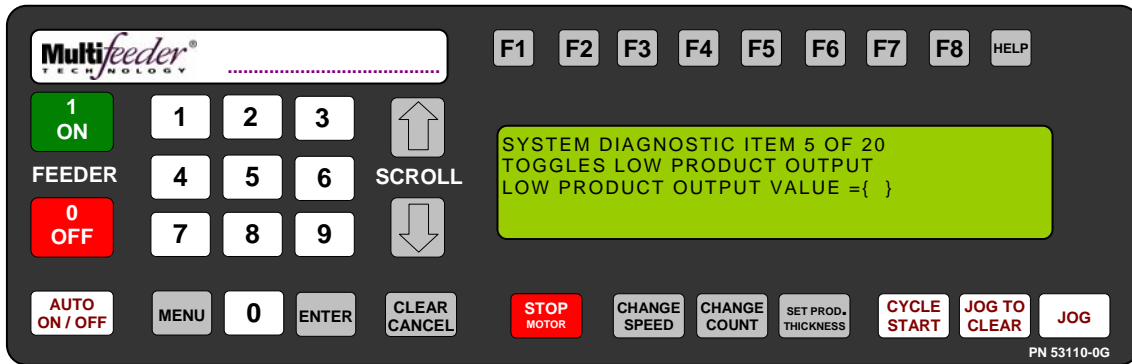 Multifeeder®
TECHNOLOGY
F1 F2 F3 F4 F5 F6 F7 F8 HELP
1
ON
FEEDER
0
OFF
1 2 3
4 5 6
7 8 9
SCROLL
SYSTEM DIAGNOSTIC ITEM 5 OF 20
TOGGLES LOW PRODUCT OUTPUT
LOW PRODUCT OUTPUT VALUE ={ }
AUTO
ON / OFF
MENU
0
ENTER
CLEAR
CANCEL
STOP
MOTOR
CHANGE
SPEED
CHANGE
COUNT
SET PROD.
THICKNESS
CYCLE
START
JOG TO
CLEAR
JOG
PN 53110-0G